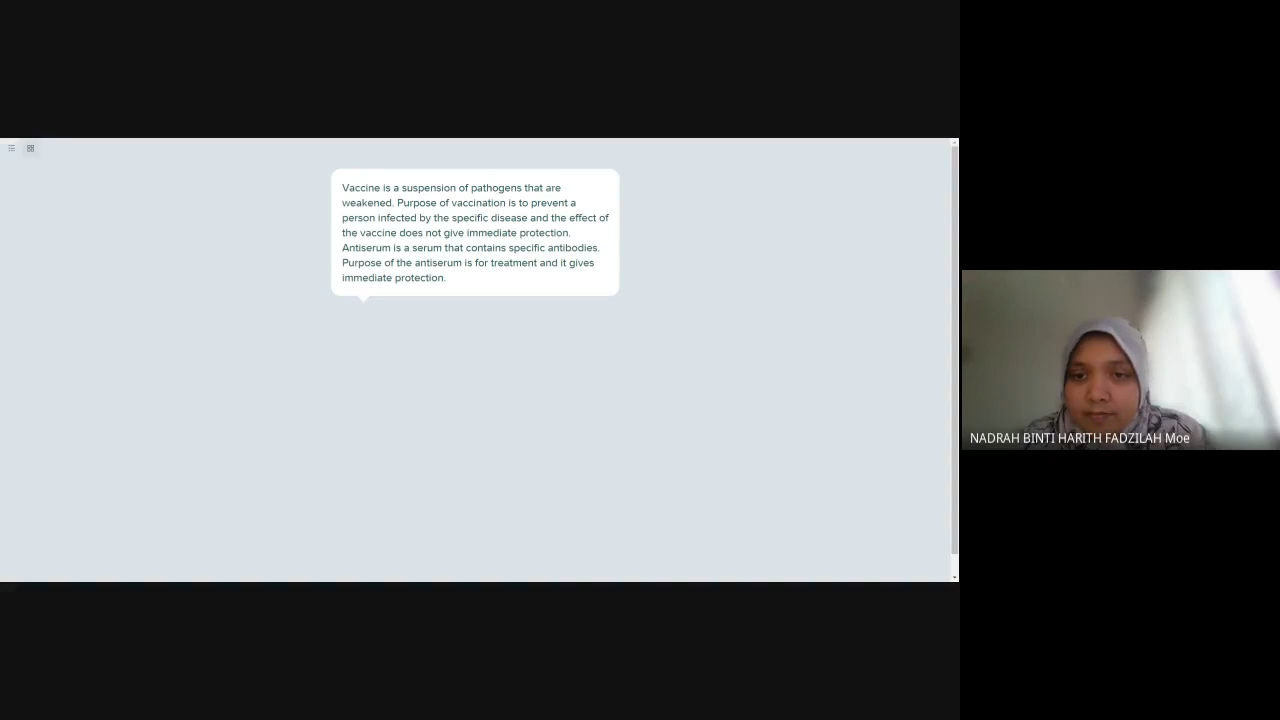 Vaccine is a suspension of pathogens that are
weakened. Purpose of vaccination is to prevent a
person infected by the specific disease and the effect of
the vaccine does not give immediate protection.
Antiserum is a serum that contains specific antibodies.
Purpose of the antiserum is for treatment and it gives
immediate protection.
NADRAH BINTI HARITH FADZILAH Moe